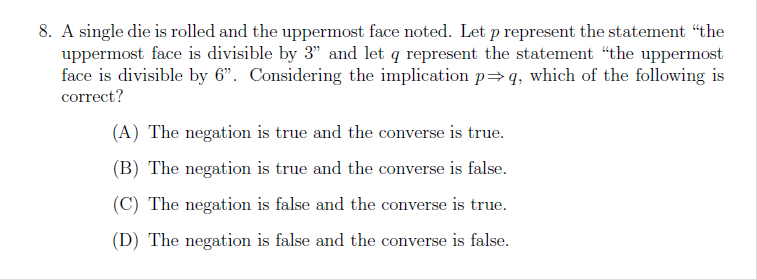 8. A single die is rolled and the uppermost face noted. Let p represent the statement “the
uppermost face is divisible by 3” and let q represent the statement “the uppermost
face is divisible by 6”. Considering the implication p⇒q, which of the following is
correct?
(A) The negation is true and the converse is true.
(B) The negation is true and the converse is false.
(C) The negation is false and the converse is true.
(D) The negation is false and the converse is false.